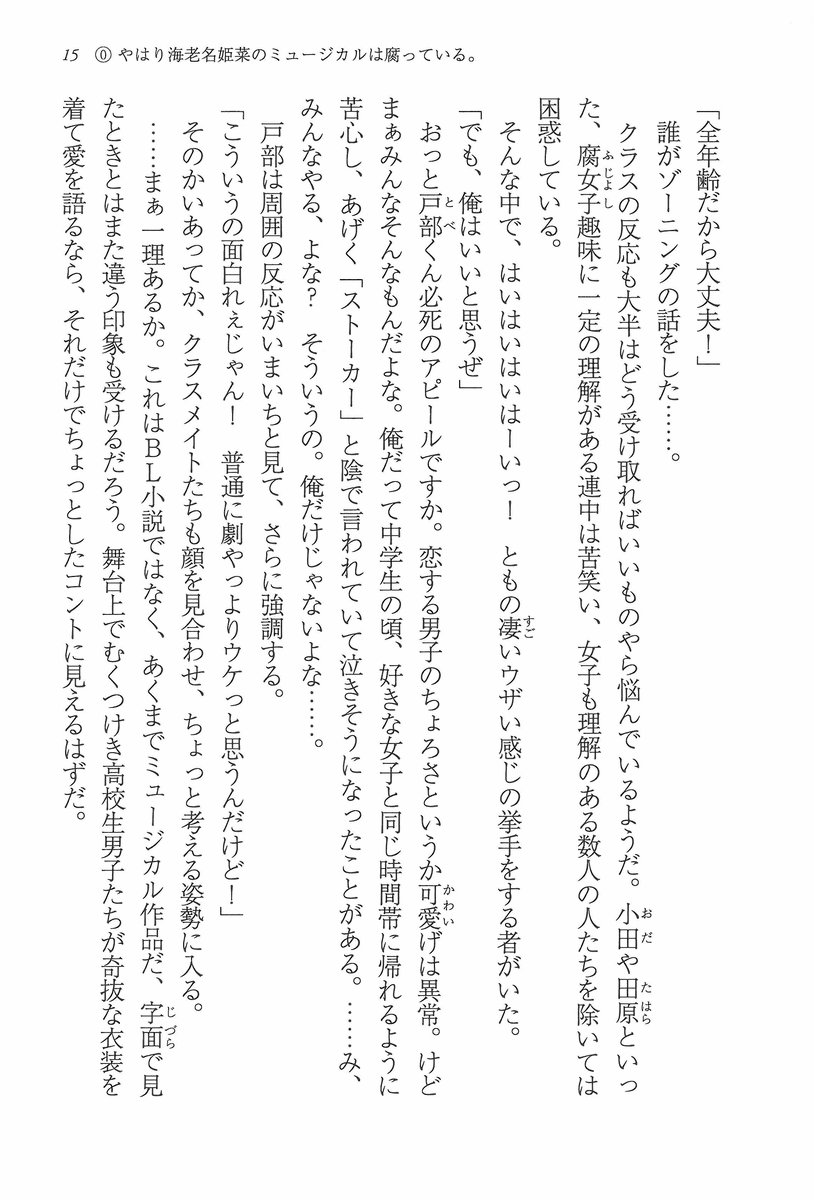 15　⓪ やはり海老名姫菜のミュージカルは腐っている。
「全年齢だから大丈夫！」
　誰がゾーニングの話をした……。
　クラスの反応も大半はどう受け取ればいいものやら悩んでいるようだ。小田や田原といっ
た、腐女子趣味に一定の理解がある連中は苦笑い、女子も理解のある数人の人たちを除いては
困惑している。
　そんな中で、はいはいはいはーいっ！　ともの凄いウザい感じの挙手をする者がいた。
「でも、俺はいいと思うぜ」
　おっと戸部くん必死のアピールですか。恋する男子のちょろさというか可愛げは異常。けど
まぁみんなそんなもんだよな。俺だって中学生の頃、好きな女子と同じ時間帯に帰れるように
苦心し、あげく「ストーカー」と陰で言われていて泣きそうになったことがある。……み、
みんなやる、よな？　そういうの。俺だけじゃないよな……。
　戸部は周囲の反応がいまいちと見て、さらに強調する。
「こういうの面白れぇじゃん！　普通に劇やっよりウケっと思うんだけど！」
　そのかいあってか、クラスメイトたちも顔を見合わせ、ちょっと考える姿勢に入る。
　……まぁ一理あるか。これはＢＬ小説ではなく、あくまでミュージカル作品だ、字面で見
たときとはまた違う印象も受けるだろう。舞台上でむくつけき高校生男子たちが奇抜な衣装を
着て愛を語るなら、それだけでちょっとしたコントに見えるはずだ。